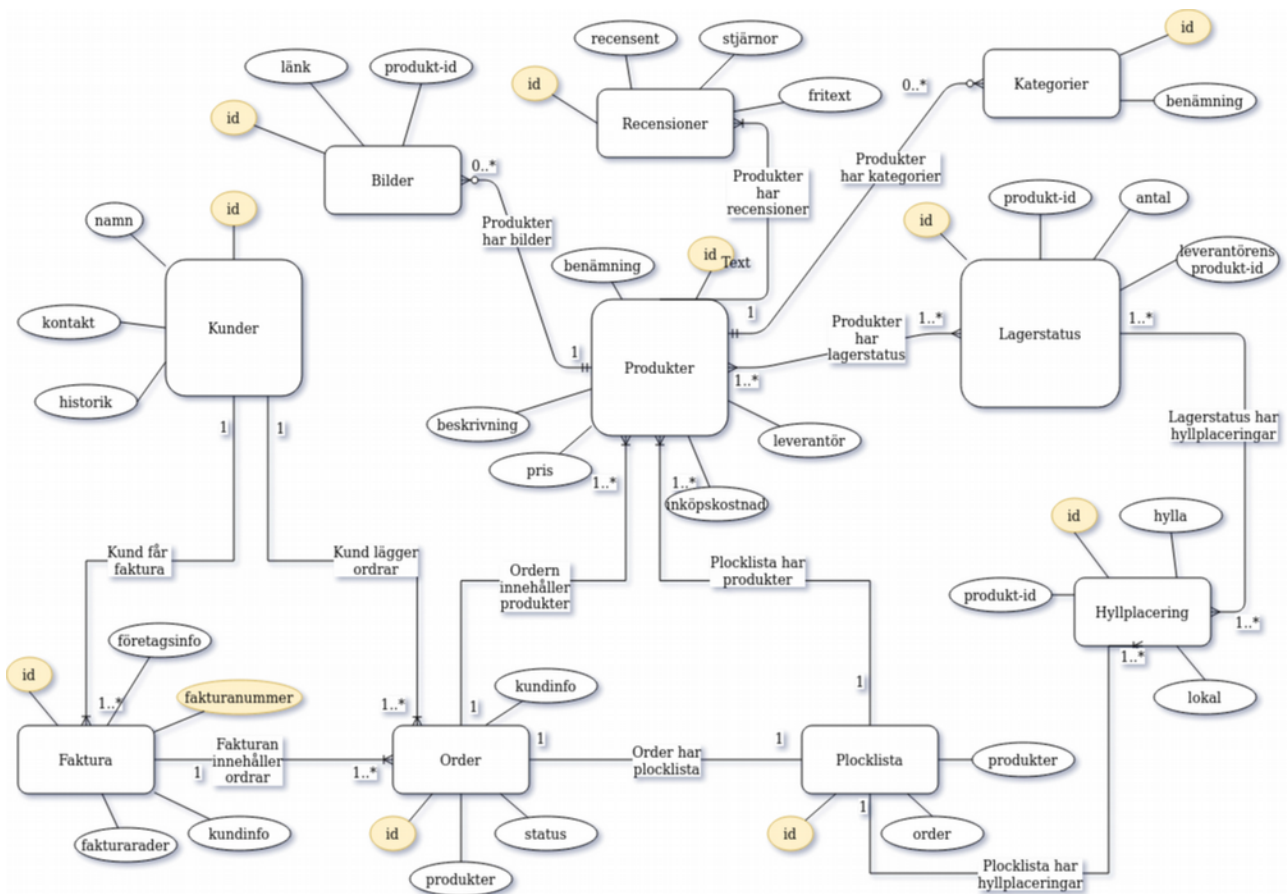 recensent
stjärnor
id
länk
produkt-id
id
fritext
0..*
Kategorier
benämning
id
Recensioner
id
Bilder
0..*
Produkter
har kategorier
Produkter
har
recensioner
produkt-id
antal
namn
id
Produkter
har bilder
id
leverantörens
produkt-id
benämning
id
Text
kontakt
Kunder
1
Produkter
har
lagerstatus
1..*
Lagerstatus
1..*
1
Produkter
1..*
historik
beskrivning
leverantör
Lagerstatus har
hyllplaceringar
1
1
pris
1..*
1..*
inköpskostnad
id
hylla
Kund får
faktura
Kund lägger
ordrar
Ordern
innehåller
produkter
Plocklista har
produkter
produkt-id
Hyllplacering
1..*
företagsinfo
1..*
id
fakturanummer
kundinfo
1
lokal
1..*
1..*
1
Faktura
Fakturan
innehåller
ordrar
1
1..*
Order
1
Order har
plocklista
1
Plocklista
produkter
1
fakturarader
kundinfo
id
status
id
order
produkter
Plocklista har
hyllplaceringar